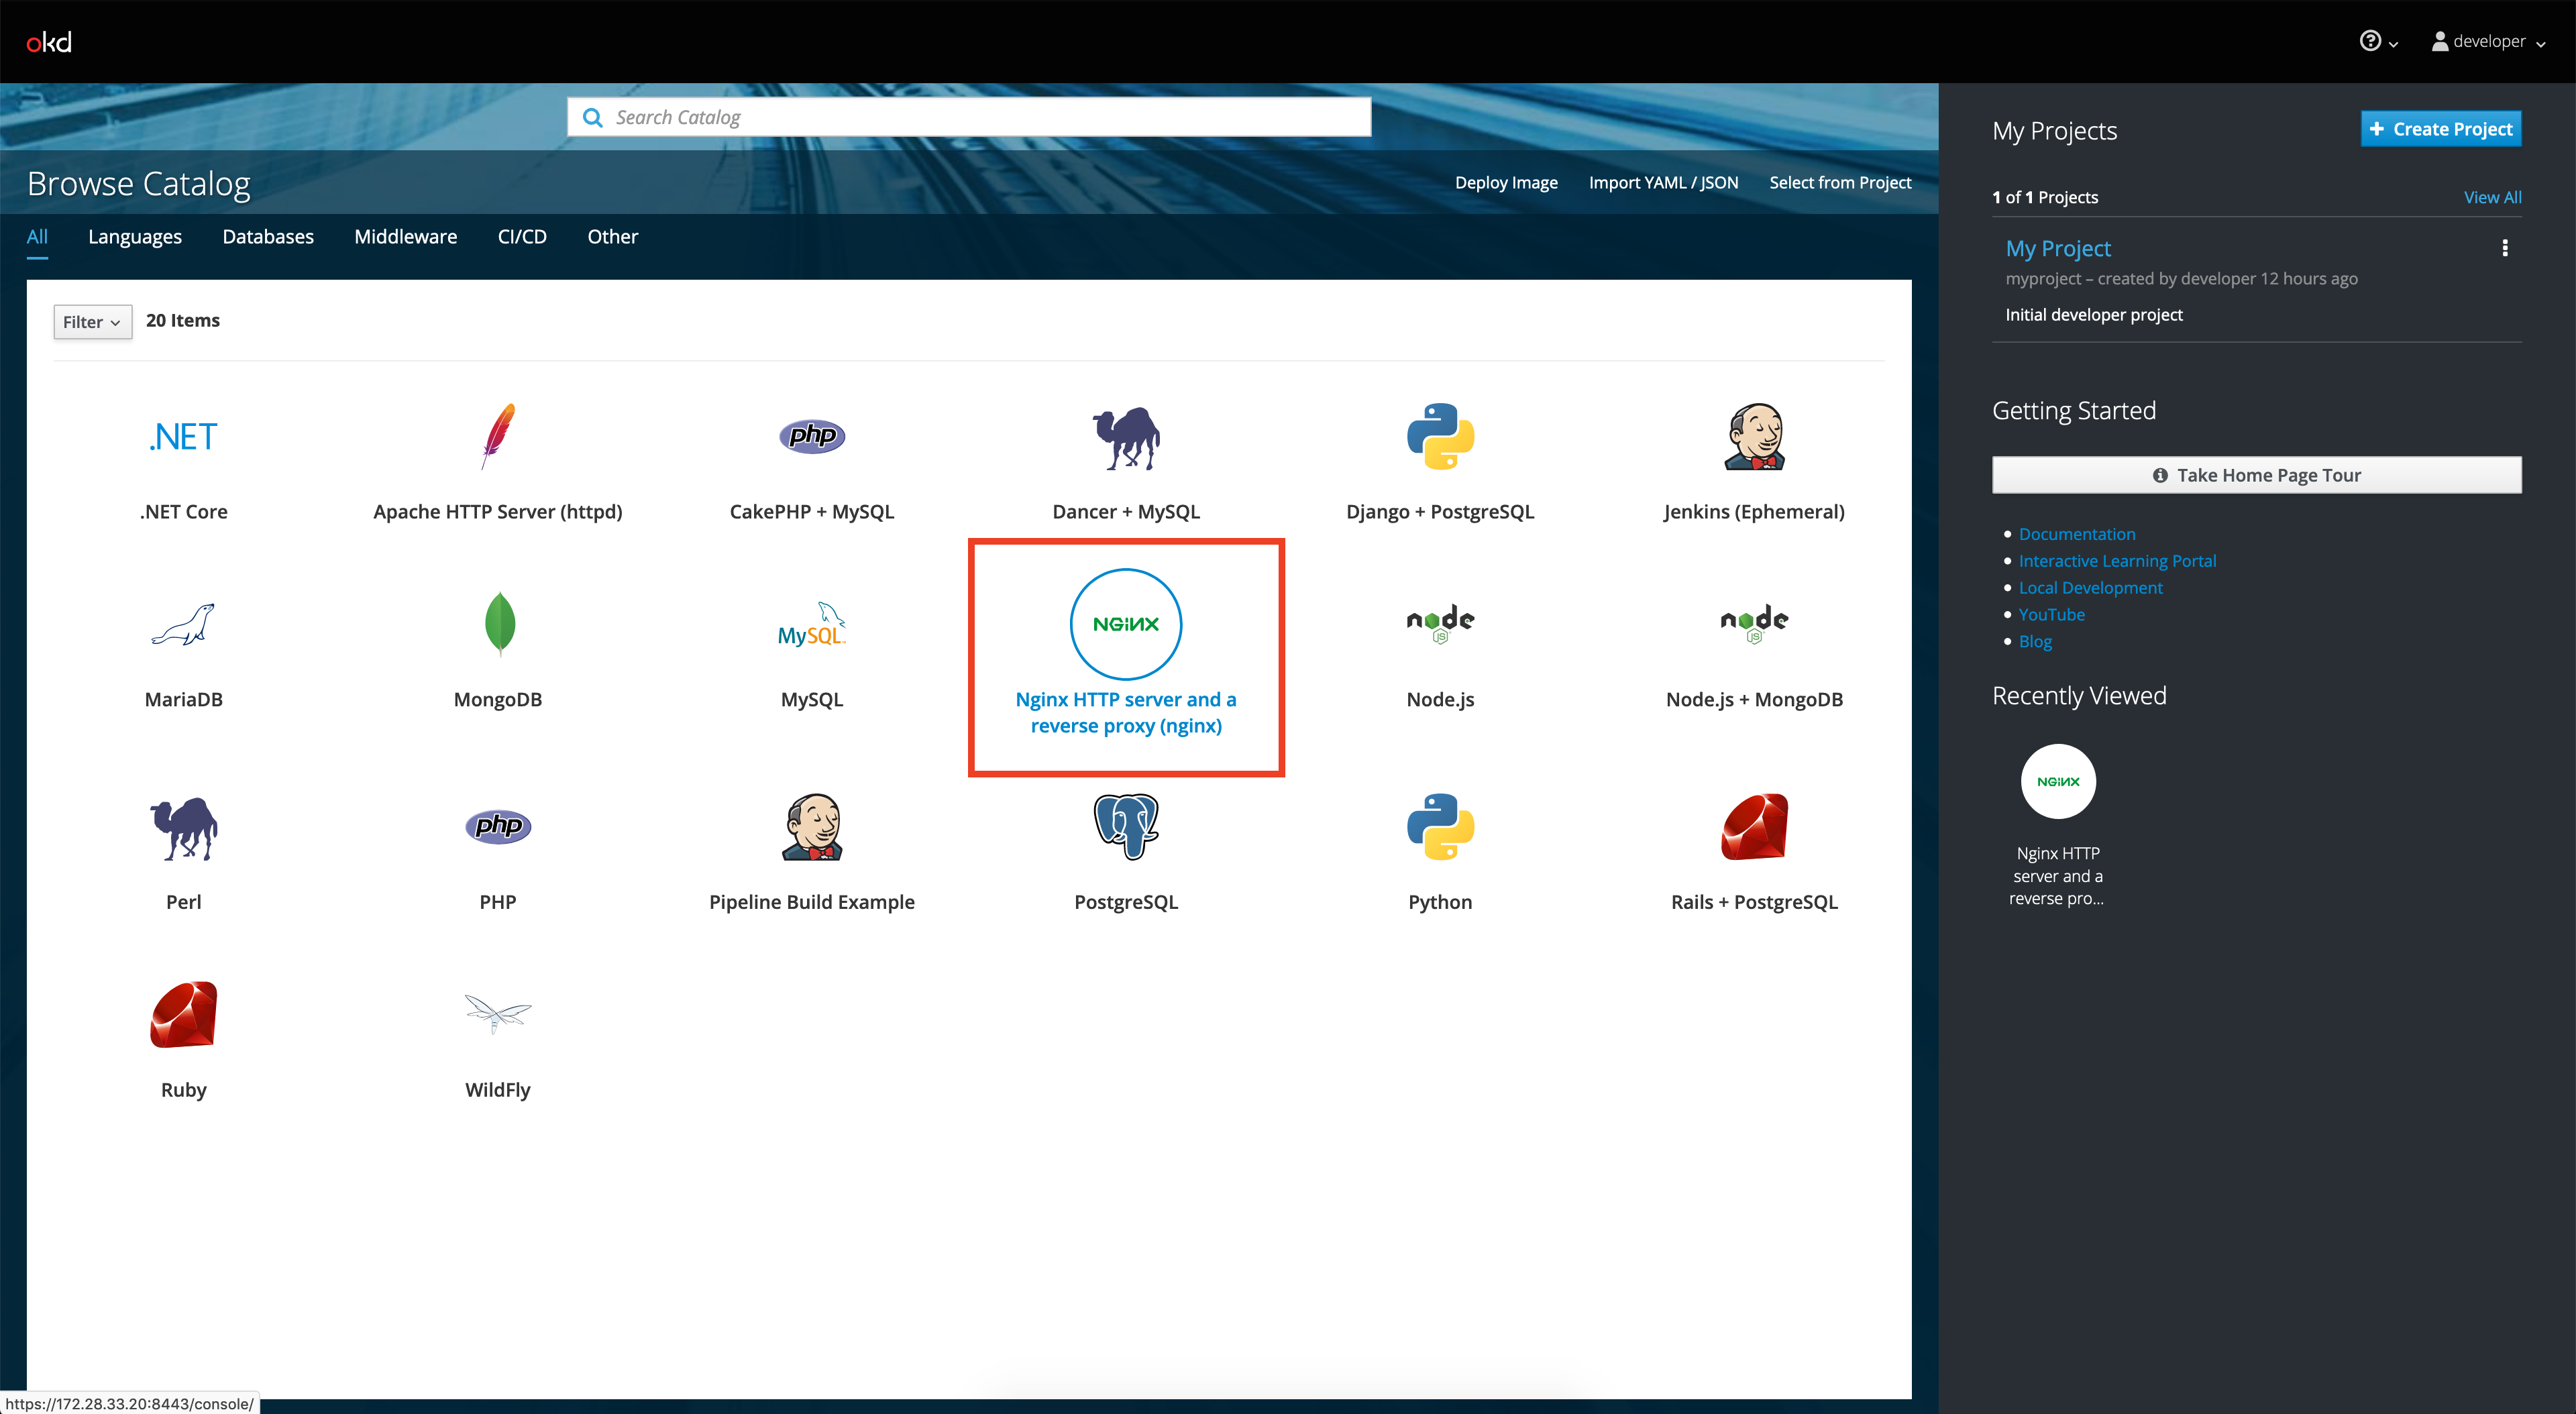 okd
developer
Search Catalog
Browse Catalog
Deploy Image
Import YAML / JSON
Select from Project
All
Languages
Databases
Middleware
CI/CD
Other
Filter
20 Items
.NET
php
.NET Core
Apache HTTP Server (httpd)
CakePHP + MySQL
Dancer + MySQL
Django + PostgreSQL
Jenkins (Ephemeral)
MySQL
NGINX
node
JS
node
JS
MariaDB
MongoDB
MySQL
Nginx HTTP server and a
reverse proxy (nginx)
Node.js
Node.js + MongoDB
php
Perl
PHP
Pipeline Build Example
PostgreSQL
Python
Rails + PostgreSQL
Ruby
WildFly
https://172.28.33.20:8443/console/
My Projects
Create Project
1 of 1 Projects
View All
My Project
myproject – created by developer 12 hours ago
Initial developer project
Getting Started
Take Home Page Tour
Documentation
Interactive Learning Portal
Local Development
YouTube
Blog
Recently Viewed
NGINX
Nginx HTTP
server and a
reverse pro...